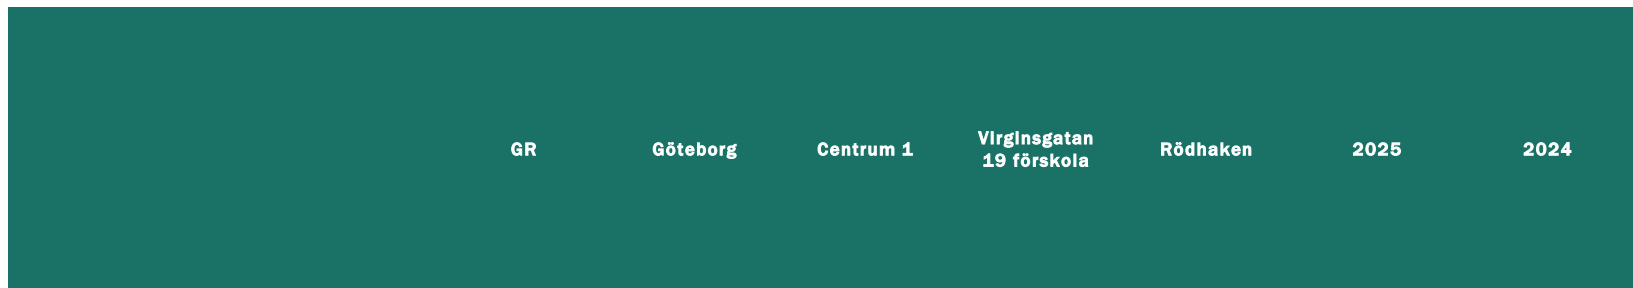 GR
Göteborg
Centrum 1
Virginsgatan
19 förskola
Rödhaken
2025
2024